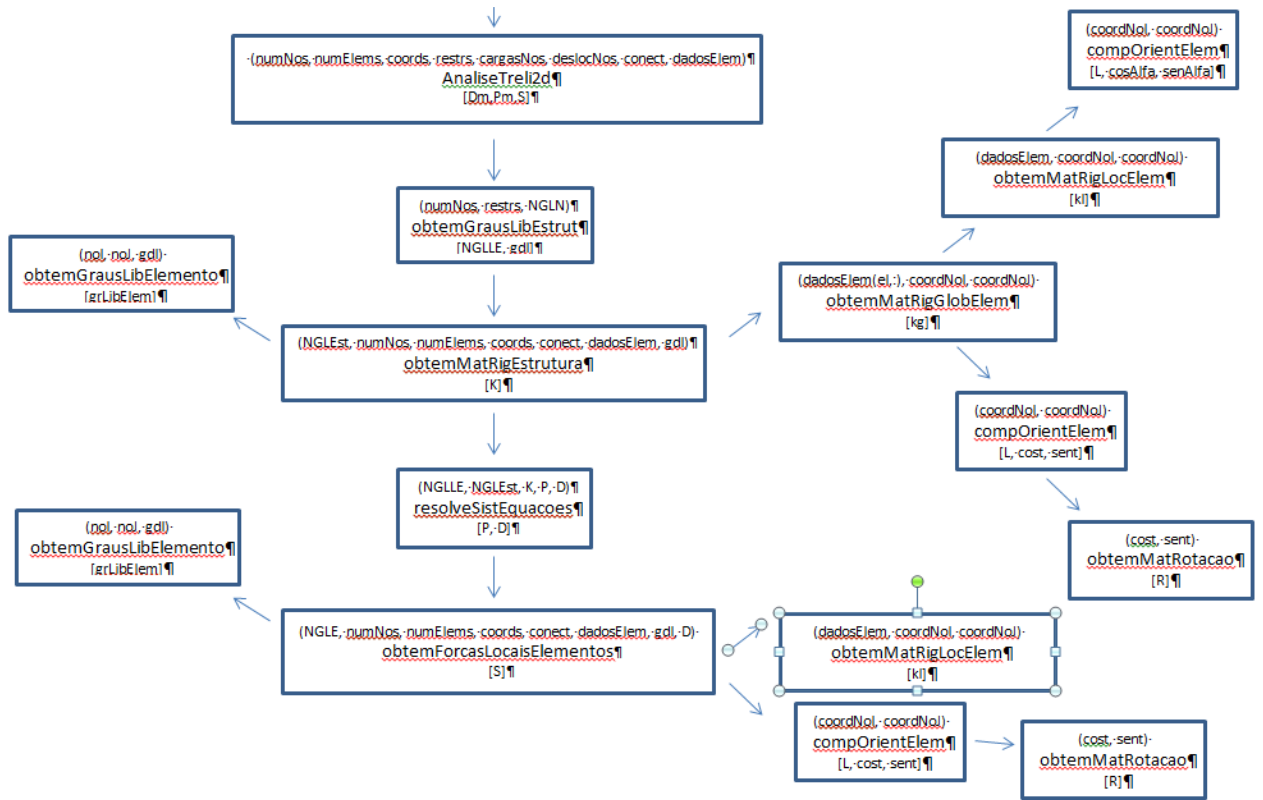 (numNos, numElems, coords, restrs, cargasNos, deslocNos, conect, dadosElem)¶
AnaliseTreli2d¶
[Dm,Pm,S]¶
(coordNoI, coordNoJ)·
compOrientElem¶
[L, cosAlfa, senAlfa]¶
(dadosElem, coordNoI, coordNoJ)·
obtemMatRigLocElem¶
[kl]¶
(numNos, restrs, NGLN)¶
obtemGrausLibEstrut¶
[NGLLE, gdl]¶
(noI, noJ, gdl)·
obtemGrausLibElemento¶
[grLibElem]¶
(dadosElem(el,:), coordNoI, coordNoJ)·
obtemMatRigGlobElem¶
[kg]¶
(NGLEst, numNos, numElems, coords, conect, dadosElem, gdl)¶
obtemMatRigEstrutura¶
[K]¶
(coordNoI, coordNoJ)·
compOrientElem¶
[L, cost, sent]¶
(NGLLE, NGLEst, K, P, D)¶
resolveSistEquacoes¶
[P, D]¶
(noI, noJ, gdl)·
obtemGrausLibElemento¶
[grLibElem]¶
(cost, sent)·
obtemMatRotacao¶
[R]¶
(NGLE, numNos, numElems, coords, conect, dadosElem, gdl, D)·
obtemForcasLocaisElementos¶
[S]¶
(dadosElem, coordNoI, coordNoJ)·
obtemMatRigLocElem¶
[kl]¶
(coordNoI, coordNoJ)·
compOrientElem¶
[L, cost, sent]¶
(cost, sent)·
obtemMatRotacao¶
[R]¶